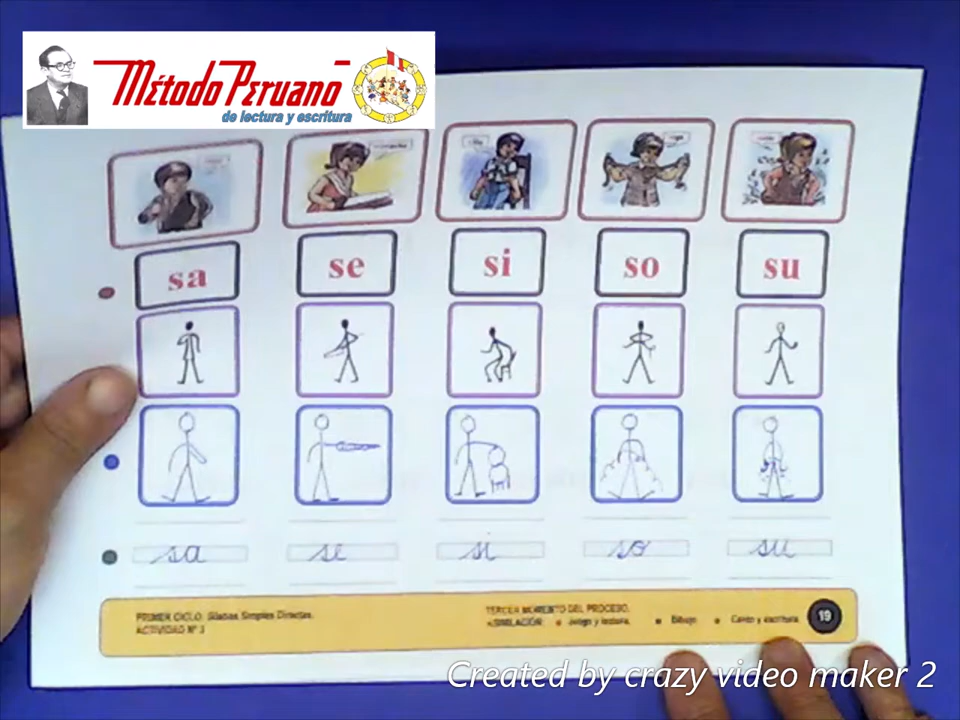 Método Peruano
de lectura y escritura
sa se si so su
sa se si so su
PRIMER CICLO: Sílabas Simples Directas.
ACTIVIDAD Nº 3
TERCER MOMENTO DEL PROCESO.
ASIMILACIÓN: Juego y lectura. Dibujo Canto y escritura.
19
Created by crazy video maker 2